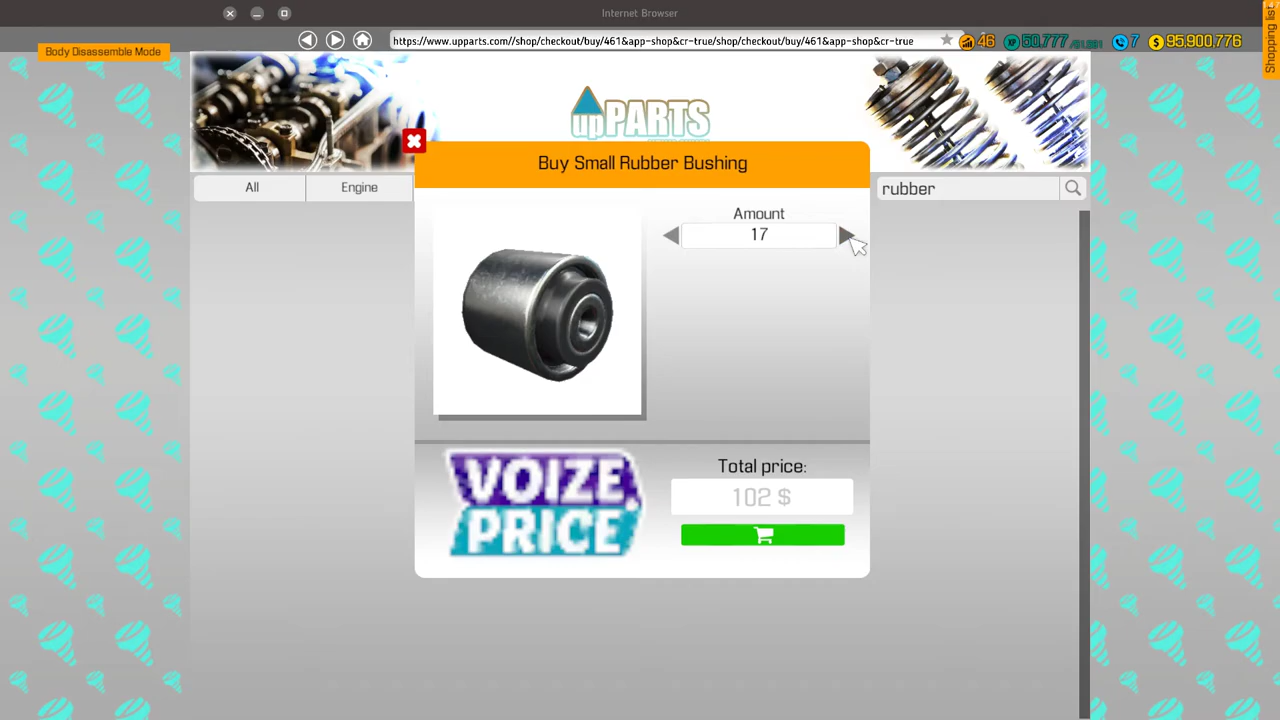 Internet Browser
Body Disassemble Mode
https://www.upparts.com//shop/checkout/buy/461&app-shop&cr-true/shop/checkout/buy/461&app-shop&cr-true
46
7
95,900,776
Shopping list
upPARTS
Buy Small Rubber Bushing
All
Engine
rubber
Amount
17
VOIZE.
PRICE
Total price:
102 $